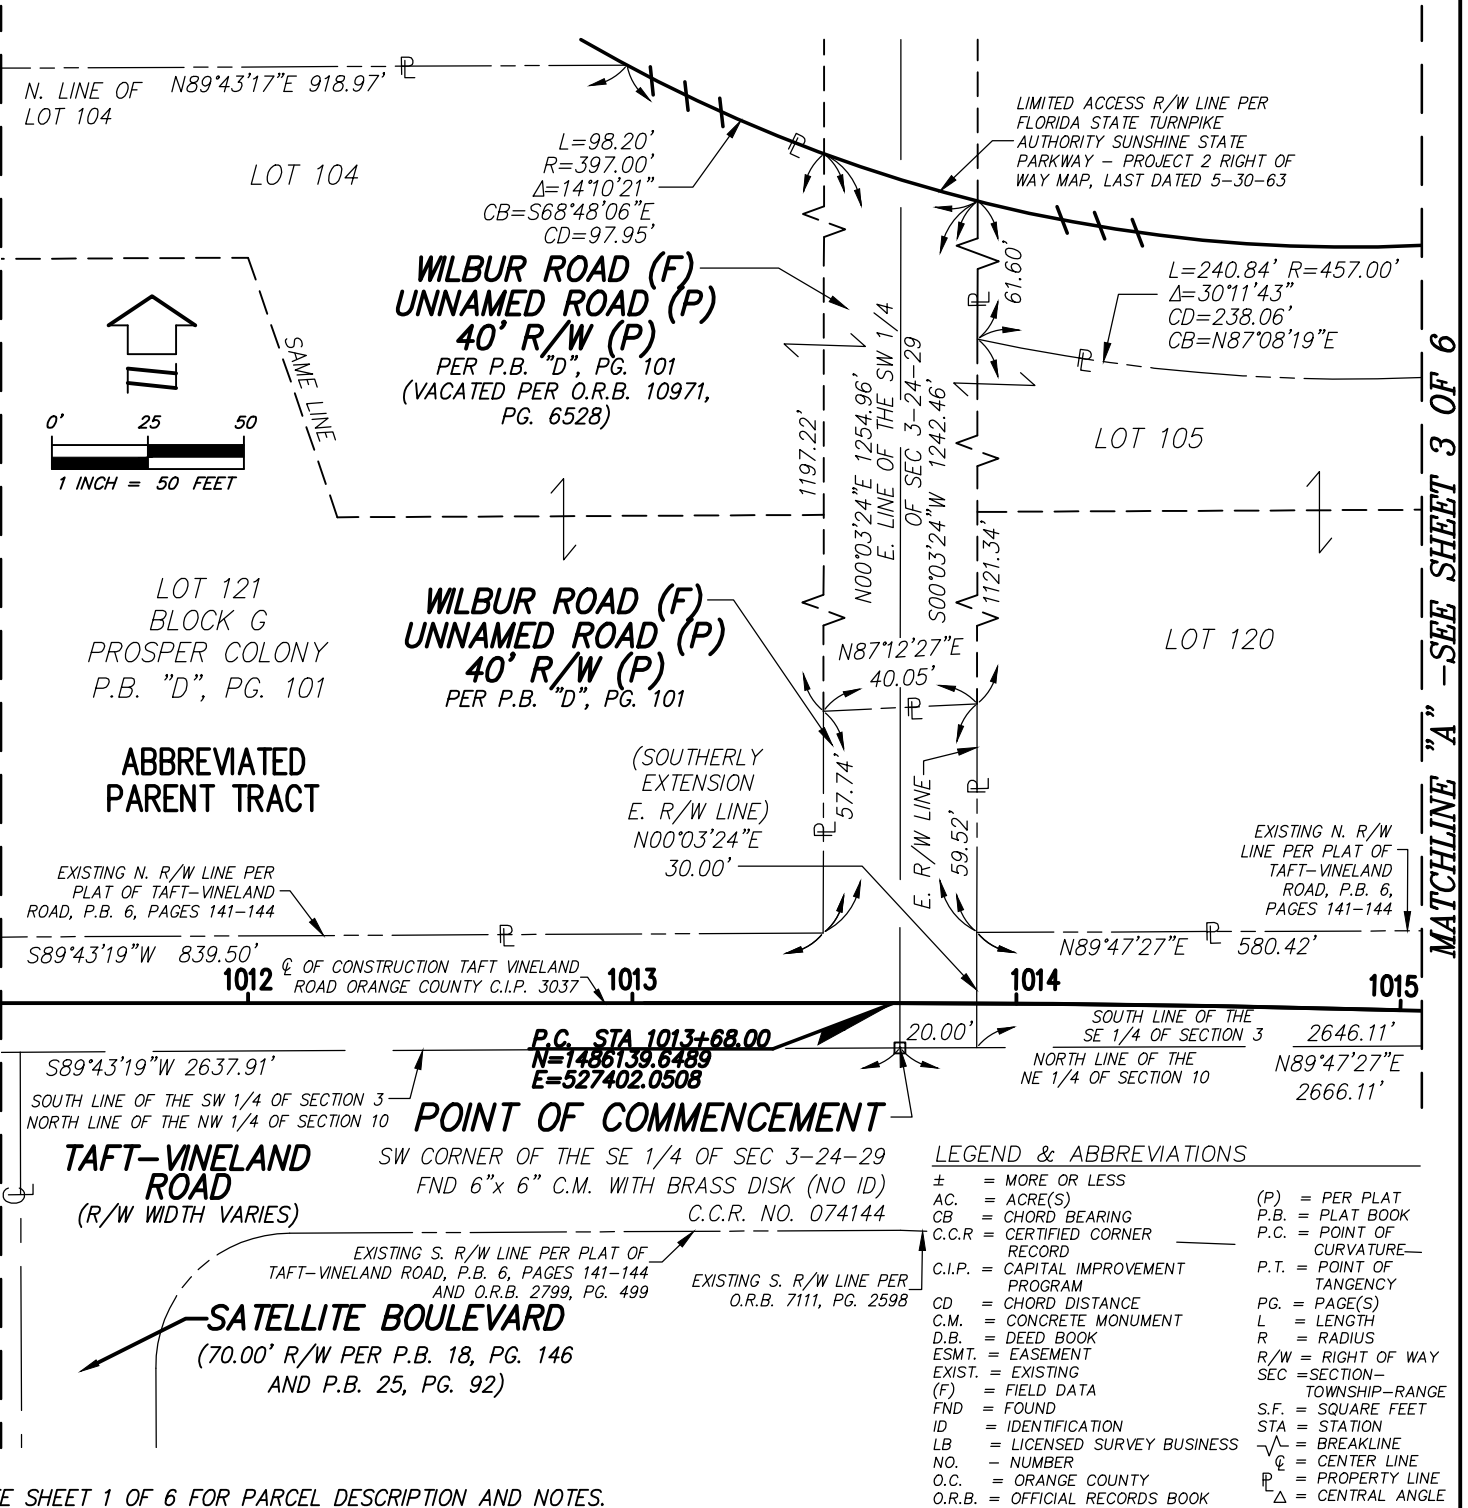 N89°43'17"E 918.97'
N. LINE OF
LOT 104
LOT 104
L=98.20'
R=397.00'
Δ=14°10'21"
CB=S68°48'06"E
CD=97.95'
LIMITED ACCESS R/W LINE PER
FLORIDA STATE TURNPIKE
AUTHORITY SUNSHINE STATE
PARKWAY – PROJECT 2 RIGHT OF
WAY MAP, LAST DATED 5-30-63
WILBUR ROAD (F)
UNNAMED ROAD (P)
40' R/W (P)
PER P.B. "D", PG. 101
(VACATED PER O.R.B. 10971,
PG. 6528)
61.60'
L=240.84' R=457.00'
Δ=30°11'43"
CD=238.06'
CB=N87°08'19"E
SAME LINE
0' 25 50
1 INCH = 50 FEET
1197.22'
N00°03'24"E 1254.96'
E. LINE OF THE SW 1/4
OF SEC 3-24-29
S00°03'24"W 1242.46'
1121.34'
LOT 105
MATCHLINE "A" -SEE SHEET 3 OF 6
LOT 121
BLOCK G
PROSPER COLONY
P.B. "D", PG. 101
WILBUR ROAD (F)
UNNAMED ROAD (P)
40' R/W (P)
PER P.B. "D", PG. 101
N87°12'27"E
40.05'
LOT 120
ABBREVIATED
PARENT TRACT
(SOUTHERLY
EXTENSION
E. R/W LINE)
N00°03'24"E
30.00'
57.74'
E. R/W LINE
59.52'
EXISTING N. R/W
LINE PER PLAT OF
TAFT-VINELAND
ROAD, P.B. 6,
PAGES 141-144
EXISTING N. R/W LINE PER
PLAT OF TAFT-VINELAND
ROAD, P.B. 6, PAGES 141-144
S89°43'19"W 839.50'
N89°47'27"E 580.42'
℄ OF CONSTRUCTION TAFT VINELAND
ROAD ORANGE COUNTY C.I.P. 3037
1012 1013 1014 1015
P.C. STA 1013+68.00
N=1486139.6489
E=527402.0508
20.00'
SOUTH LINE OF THE
SE 1/4 OF SECTION 3
2646.11'
NORTH LINE OF THE
NE 1/4 OF SECTION 10
N89°47'27"E
2666.11'
S89°43'19"W 2637.91'
SOUTH LINE OF THE SW 1/4 OF SECTION 3
NORTH LINE OF THE NW 1/4 OF SECTION 10
POINT OF COMMENCEMENT
SW CORNER OF THE SE 1/4 OF SEC 3-24-29
FND 6"x 6" C.M. WITH BRASS DISK (NO ID)
C.C.R. NO. 074144
TAFT-VINELAND
ROAD
(R/W WIDTH VARIES)
EXISTING S. R/W LINE PER PLAT OF
TAFT-VINELAND ROAD, P.B. 6, PAGES 141-144
AND O.R.B. 2799, PG. 499
EXISTING S. R/W LINE PER
O.R.B. 7111, PG. 2598
SATELLITE BOULEVARD
(70.00' R/W PER P.B. 18, PG. 146
AND P.B. 25, PG. 92)
LEGEND & ABBREVIATIONS
± = MORE OR LESS
AC. = ACRE(S)
CB = CHORD BEARING
C.C.R = CERTIFIED CORNER
RECORD
C.I.P. = CAPITAL IMPROVEMENT
PROGRAM
CD = CHORD DISTANCE
C.M. = CONCRETE MONUMENT
D.B. = DEED BOOK
ESMT. = EASEMENT
EXIST. = EXISTING
(F) = FIELD DATA
FND = FOUND
ID = IDENTIFICATION
LB = LICENSED SURVEY BUSINESS
NO. – NUMBER
O.C. = ORANGE COUNTY
O.R.B. = OFFICIAL RECORDS BOOK
(P) = PER PLAT
P.B. = PLAT BOOK
P.C. = POINT OF
CURVATURE
P.T. = POINT OF
TANGENCY
PG. = PAGE(S)
L = LENGTH
R = RADIUS
R/W = RIGHT OF WAY
SEC =SECTION-
TOWNSHIP-RANGE
S.F. = SQUARE FEET
STA = STATION
= BREAKLINE
℄ = CENTER LINE
⅊ = PROPERTY LINE
Δ = CENTRAL ANGLE
E SHEET 1 OF 6 FOR PARCEL DESCRIPTION AND NOTES.